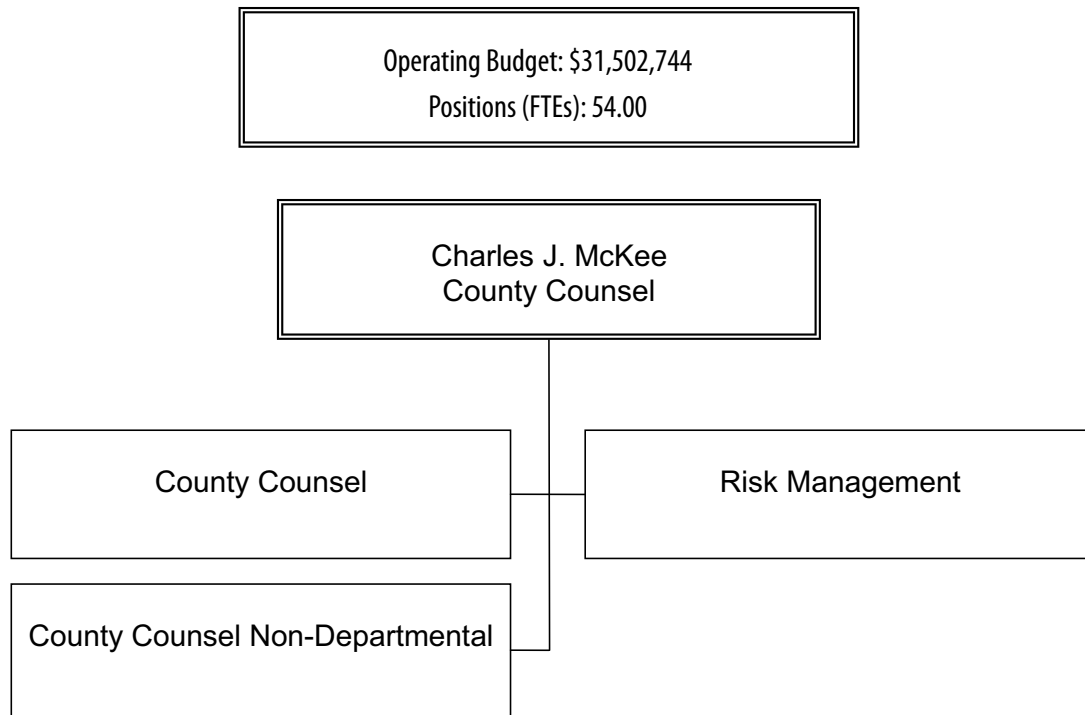 Operating Budget: $31,502,744
Positions (FTEs): 54.00
Charles J. McKee
County Counsel
County Counsel
Risk Management
County Counsel Non-Departmental